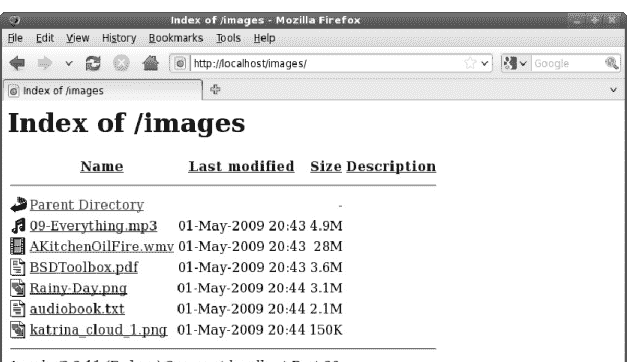 Index of /images - Mozilla Firefox
File Edit View History Bookmarks Tools Help
http://localhost/images/ Google
Index of /images
Index of /images
Name Last modified Size Description
Parent Directory -
09-Everything.mp3 01-May-2009 20:43 4.9M
AKitchenOilFire.wmv 01-May-2009 20:43 28M
BSDToolbox.pdf 01-May-2009 20:43 3.6M
Rainy-Day.png 01-May-2009 20:44 3.1M
audiobook.txt 01-May-2009 20:44 2.1M
katrina_cloud_1.png 01-May-2009 20:44 150K